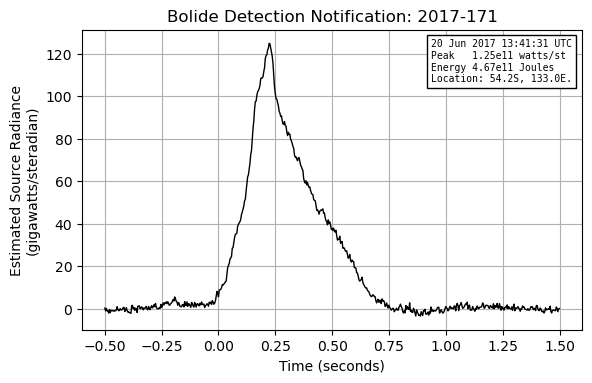 Bolide Detection Notification: 2017-171
20 Jun 2017 13:41:31 UTC
Peak   1.25e11 watts/st
Energy 4.67e11 Joules
Location: 54.2S, 133.0E.
Estimated Source Radiance
(gigawatts/steradian)
120
100
80
60
40
20
0
−0.50 −0.25 0.00 0.25 0.50 0.75 1.00 1.25 1.50
Time (seconds)